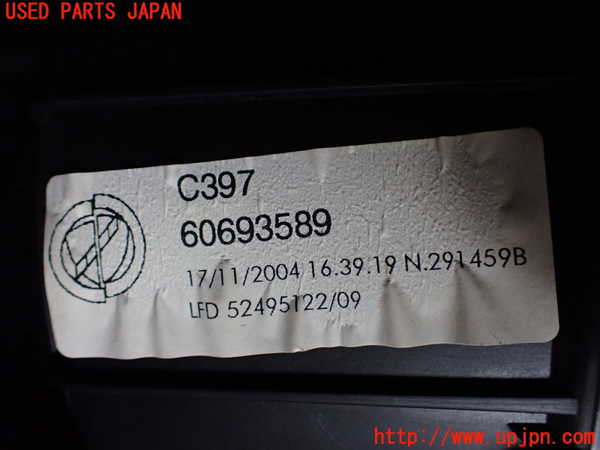 USED PARTS JAPAN
C397
60693589
17/11/2004 16.39.19 N.291459B
LFD 52495122/09
http://www.upjpn.com